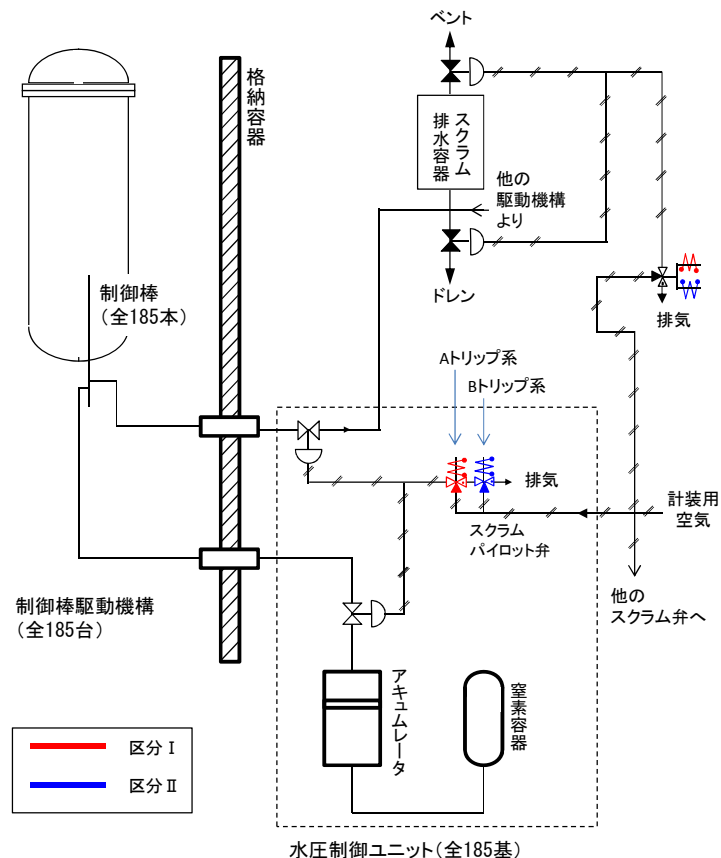 ベント
格納容器
スクラム
排水容器
他の
駆動機構
より
ドレン
制御棒
(全185本)
排気
Aトリップ系
Bトリップ系
排気
計装用
空気
スクラム
パイロット弁
他の
スクラム弁へ
制御棒駆動機構
(全185台)
アキュムレータ
窒素容器
区分Ⅰ
区分Ⅱ
水圧制御ユニット(全185基)